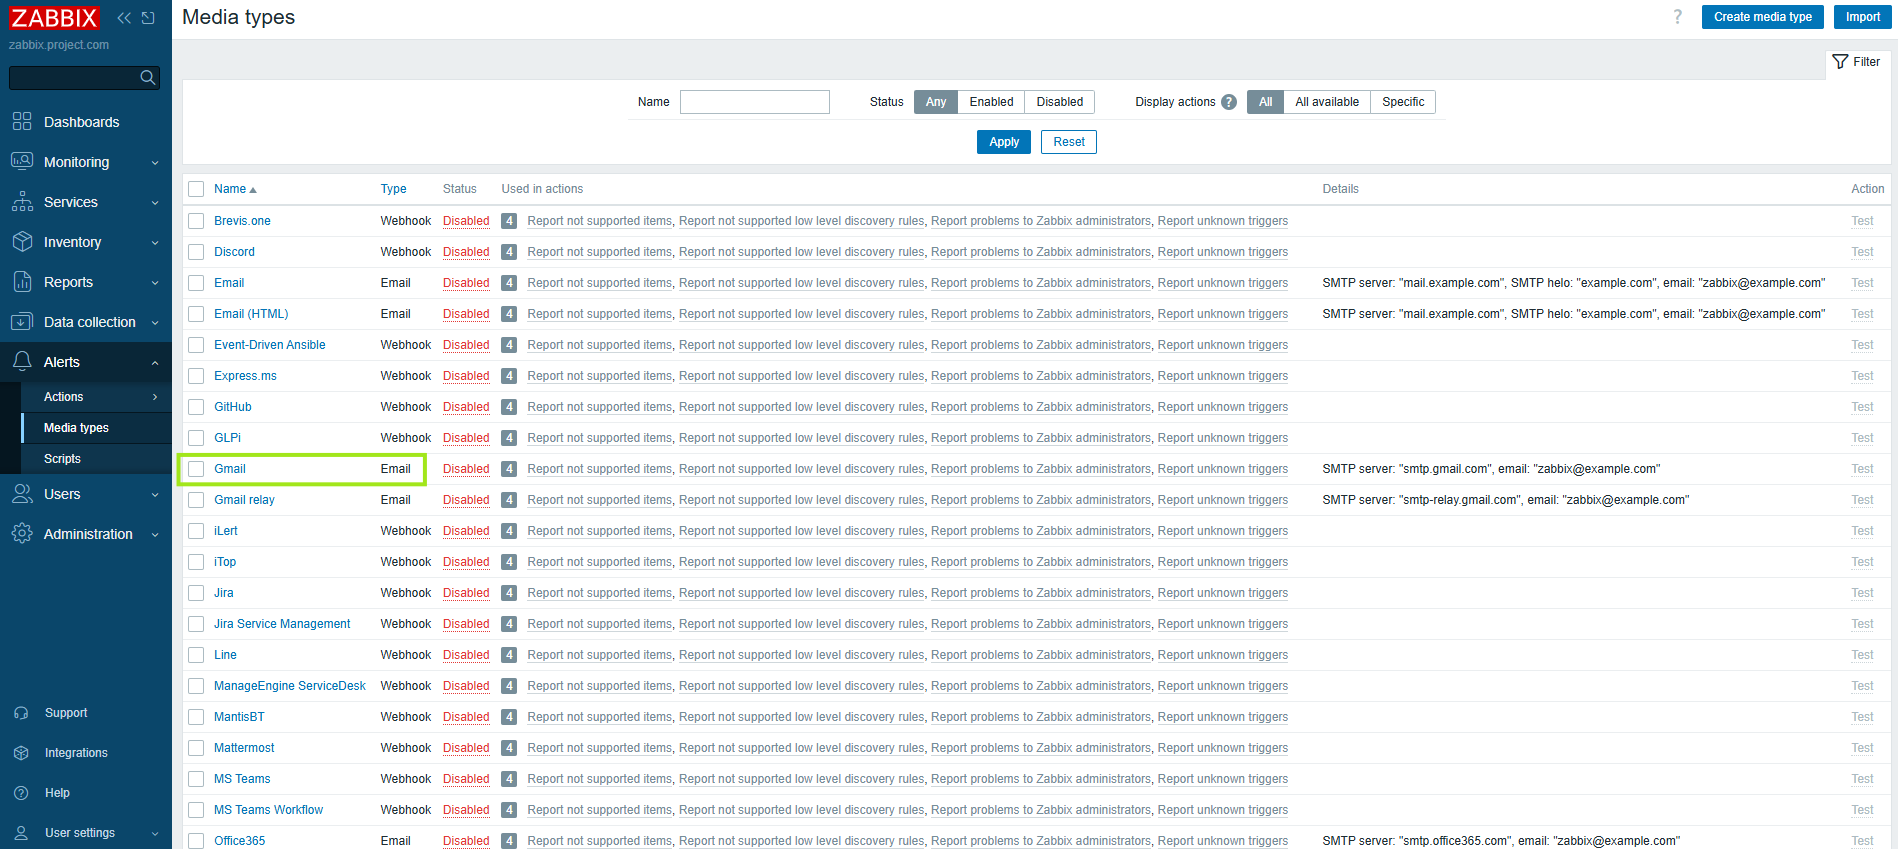 ZABBIX
zabbix.project.com
Dashboards
Monitoring
Services
Inventory
Reports
Data collection
Alerts
Actions
Media types
Scripts
Users
Administration
Support
Integrations
Help
User settings
Media types
? Create media type Import
Filter
Name Status Any Enabled Disabled Display actions ? All All available Specific
Apply Reset
Name Type Status Used in actions Details Action
Brevis.one Webhook Disabled 4 Report not supported items, Report not supported low level discovery rules, Report problems to Zabbix administrators, Report unknown triggers Test
Discord Webhook Disabled 4 Report not supported items, Report not supported low level discovery rules, Report problems to Zabbix administrators, Report unknown triggers Test
Email Email Disabled 4 Report not supported items, Report not supported low level discovery rules, Report problems to Zabbix administrators, Report unknown triggers SMTP server: "mail.example.com", SMTP helo: "example.com", email: "zabbix@example.com" Test
Email (HTML) Email Disabled 4 Report not supported items, Report not supported low level discovery rules, Report problems to Zabbix administrators, Report unknown triggers SMTP server: "mail.example.com", SMTP helo: "example.com", email: "zabbix@example.com" Test
Event-Driven Ansible Webhook Disabled 4 Report not supported items, Report not supported low level discovery rules, Report problems to Zabbix administrators, Report unknown triggers Test
Express.ms Webhook Disabled 4 Report not supported items, Report not supported low level discovery rules, Report problems to Zabbix administrators, Report unknown triggers Test
GitHub Webhook Disabled 4 Report not supported items, Report not supported low level discovery rules, Report problems to Zabbix administrators, Report unknown triggers Test
GLPi Webhook Disabled 4 Report not supported items, Report not supported low level discovery rules, Report problems to Zabbix administrators, Report unknown triggers Test
Gmail Email Disabled 4 Report not supported items, Report not supported low level discovery rules, Report problems to Zabbix administrators, Report unknown triggers SMTP server: "smtp.gmail.com", email: "zabbix@example.com" Test
Gmail relay Email Disabled 4 Report not supported items, Report not supported low level discovery rules, Report problems to Zabbix administrators, Report unknown triggers SMTP server: "smtp-relay.gmail.com", email: "zabbix@example.com" Test
iLert Webhook Disabled 4 Report not supported items, Report not supported low level discovery rules, Report problems to Zabbix administrators, Report unknown triggers Test
iTop Webhook Disabled 4 Report not supported items, Report not supported low level discovery rules, Report problems to Zabbix administrators, Report unknown triggers Test
Jira Webhook Disabled 4 Report not supported items, Report not supported low level discovery rules, Report problems to Zabbix administrators, Report unknown triggers Test
Jira Service Management Webhook Disabled 4 Report not supported items, Report not supported low level discovery rules, Report problems to Zabbix administrators, Report unknown triggers Test
Line Webhook Disabled 4 Report not supported items, Report not supported low level discovery rules, Report problems to Zabbix administrators, Report unknown triggers Test
ManageEngine ServiceDesk Webhook Disabled 4 Report not supported items, Report not supported low level discovery rules, Report problems to Zabbix administrators, Report unknown triggers Test
MantisBT Webhook Disabled 4 Report not supported items, Report not supported low level discovery rules, Report problems to Zabbix administrators, Report unknown triggers Test
Mattermost Webhook Disabled 4 Report not supported items, Report not supported low level discovery rules, Report problems to Zabbix administrators, Report unknown triggers Test
MS Teams Webhook Disabled 4 Report not supported items, Report not supported low level discovery rules, Report problems to Zabbix administrators, Report unknown triggers Test
MS Teams Workflow Webhook Disabled 4 Report not supported items, Report not supported low level discovery rules, Report problems to Zabbix administrators, Report unknown triggers Test
Office365 Email Disabled 4 Report not supported items, Report not supported low level discovery rules, Report problems to Zabbix administrators, Report unknown triggers SMTP server: "smtp.office365.com", email: "zabbix@example.com" Test